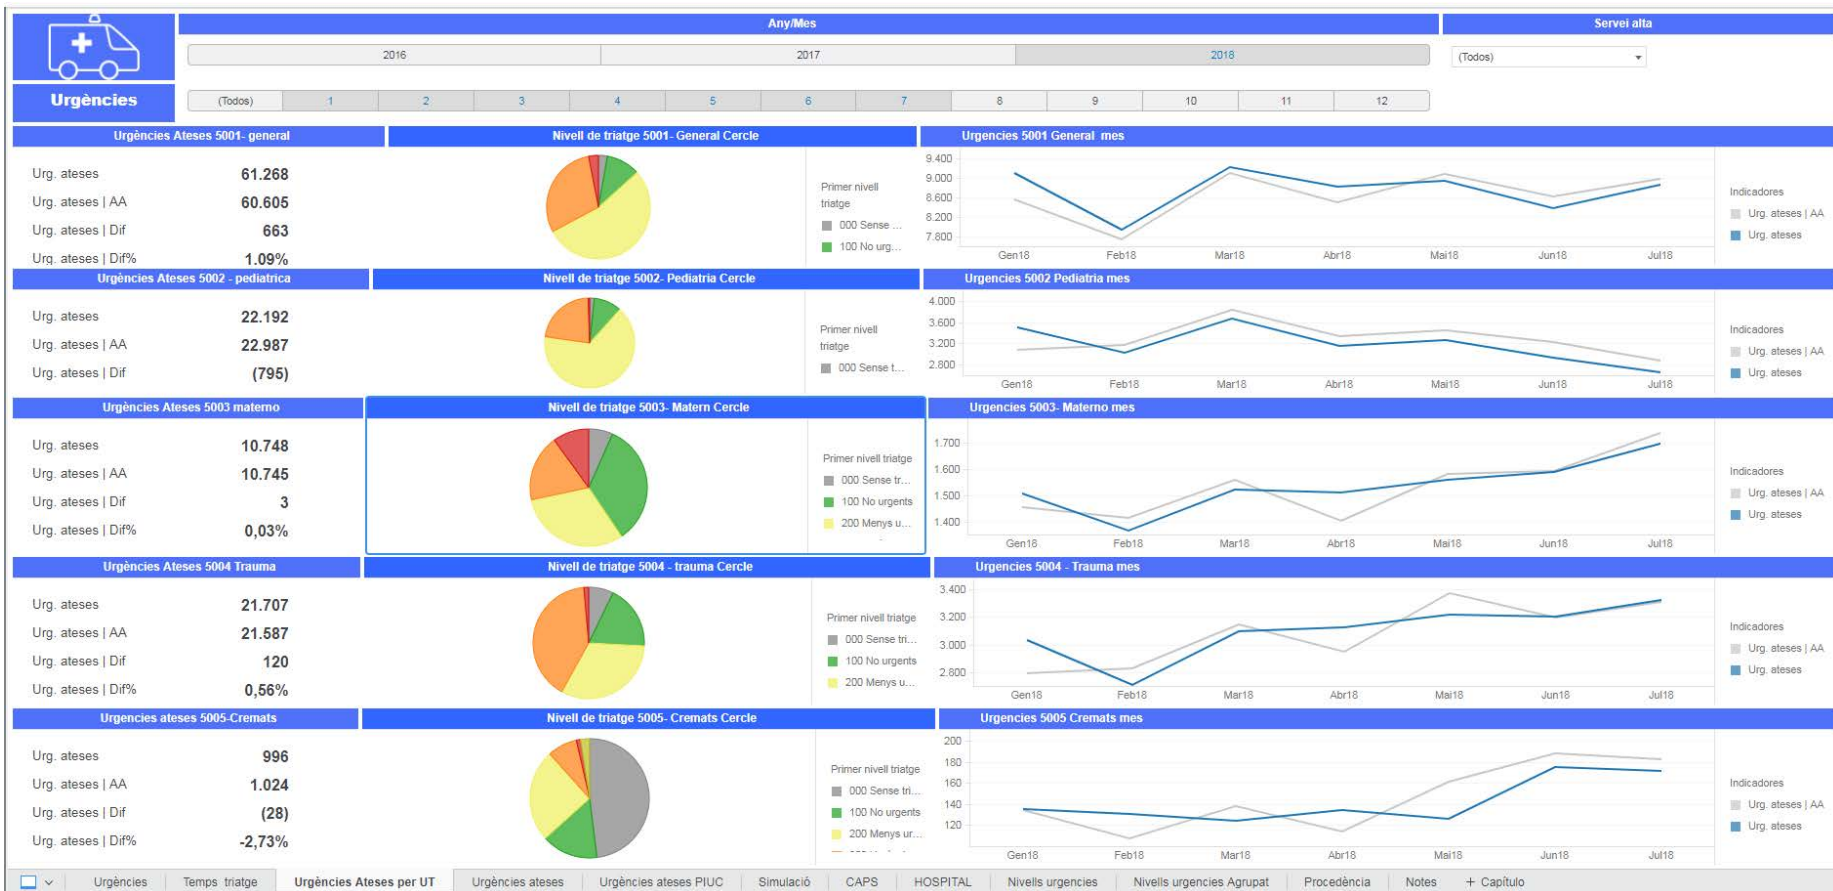 Any/Mes
Servei alta
2016 2017 2018
(Todos)
Urgències
(Todos) 1 2 3 4 5 6 7 8 9 10 11 12
Urgències Ateses 5001- general
Urg. ateses 61.268
Urg. ateses | AA 60.605
Urg. ateses | Dif 663
Urg. ateses | Dif% 1.09%
Nivell de triatge 5001- General Cercle
Primer nivell
triatge
000 Sense ...
100 No urg...
Urgencies 5001 General mes
9.400
9.000
8.600
8.200
7.800
Gen18 Feb18 Mar18 Abr18 Mai18 Jun18 Jul18
Indicadores
Urg. ateses | AA
Urg. ateses
Urgències Ateses 5002 - pediatrica
Urg. ateses 22.192
Urg. ateses | AA 22.987
Urg. ateses | Dif (795)
Nivell de triatge 5002- Pediatria Cercle
Primer nivell
triatge
000 Sense t...
Urgencies 5002 Pediatria mes
4.000
3.600
3.200
2.800
Gen18 Feb18 Mar18 Abr18 Mai18 Jun18 Jul18
Indicadores
Urg. ateses | AA
Urg. ateses
Urgències Ateses 5003 materno
Urg. ateses 10.748
Urg. ateses | AA 10.745
Urg. ateses | Dif 3
Urg. ateses | Dif% 0,03%
Nivell de triatge 5003- Matern Cercle
Primer nivell triatge
000 Sense tr...
100 No urgents
200 Menys u...
Urgencies 5003- Materno mes
1.700
1.600
1.500
1.400
Gen18 Feb18 Mar18 Abr18 Mai18 Jun18 Jul18
Indicadores
Urg. ateses | AA
Urg. ateses
Urgències Ateses 5004 Trauma
Urg. ateses 21.707
Urg. ateses | AA 21.587
Urg. ateses | Dif 120
Urg. ateses | Dif% 0,56%
Nivell de triatge 5004 - trauma Cercle
Primer nivell triatge
000 Sense tri...
100 No urgents
200 Menys u...
Urgencies 5004 - Trauma mes
3.400
3.200
3.000
2.800
Gen18 Feb18 Mar18 Abr18 Mai18 Jun18 Jul18
Indicadores
Urg. ateses | AA
Urg. ateses
Urgencies ateses 5005-Cremats
Urg. ateses 996
Urg. ateses | AA 1.024
Urg. ateses | Dif (28)
Urg. ateses | Dif% -2,73%
Nivell de triatge 5005- Cremats Cercle
Primer nivell triatge
000 Sense tri...
100 No urgents
200 Menys ur...
Urgencies 5005 Cremats mes
200
180
160
140
120
Gen18 Feb18 Mar18 Abr18 Mai18 Jun18 Jul18
Indicadores
Urg. ateses | AA
Urg. ateses
Urgències Temps triatge Urgències Ateses per UT Urgències ateses Urgències ateses PIUC Simulació CAPS HOSPITAL Nivells urgencies Nivells urgencies Agrupat Procedència Notes + Capítulo